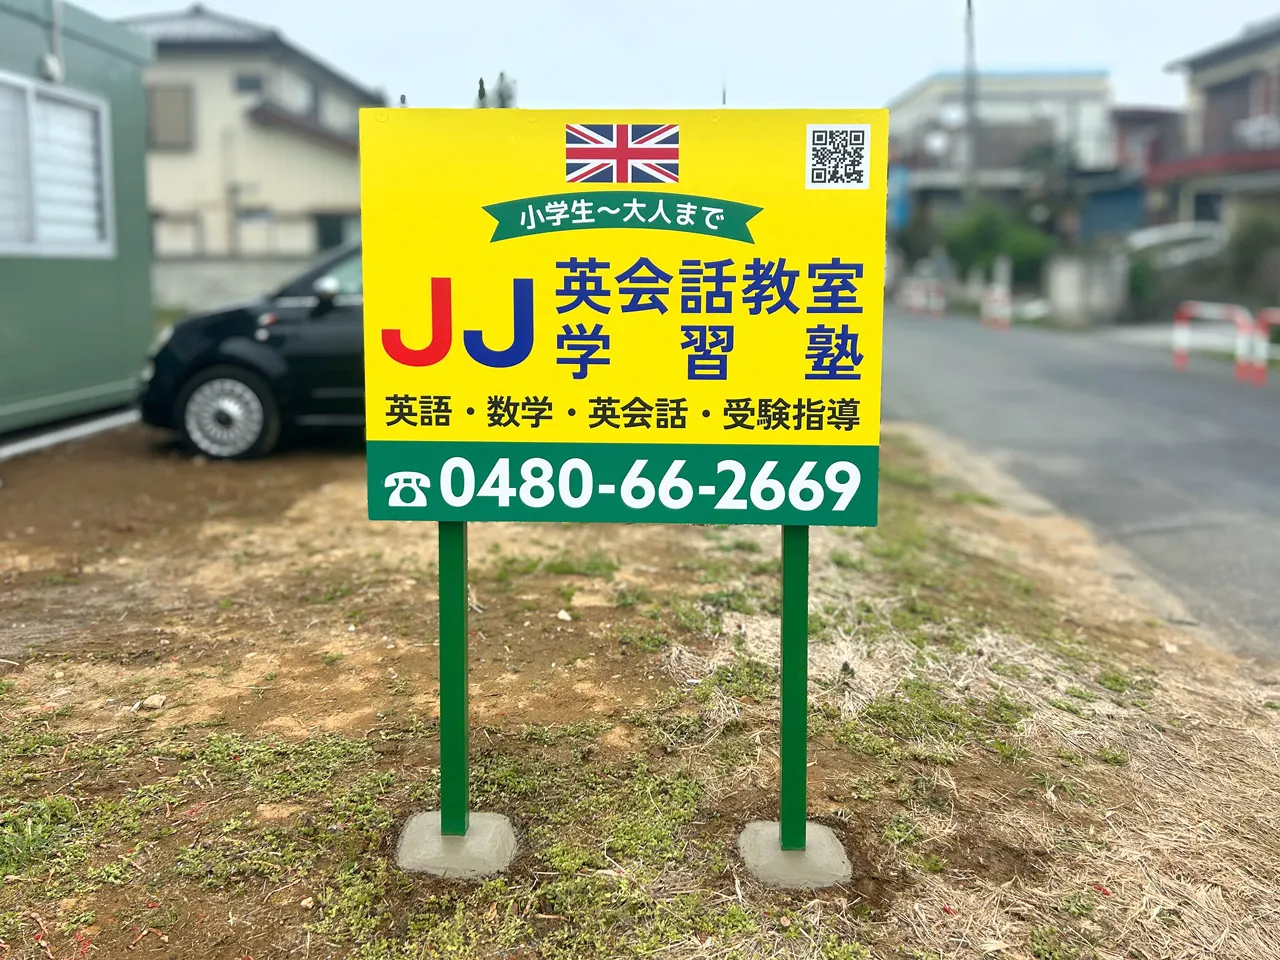 小学生～大人まで
JJ 英会話教室
学習塾
英語・数学・英会話・受験指導
☎0480-66-2669